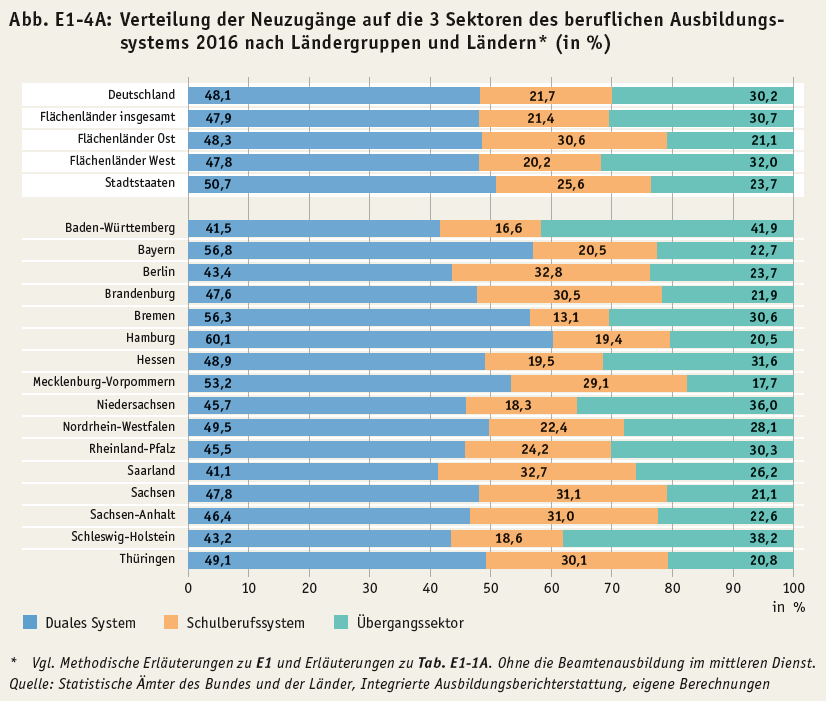 Abb. E1-4A: Verteilung der Neuzugänge auf die 3 Sektoren des beruflichen Ausbildungs-
systems 2016 nach Ländergruppen und Ländern* (in %)
Deutschland 48,1 21,7 30,2
Flächenländer insgesamt 47,9 21,4 30,7
Flächenländer Ost 48,3 30,6 21,1
Flächenländer West 47,8 20,2 32,0
Stadtstaaten 50,7 25,6 23,7
Baden-Württemberg 41,5 16,6 41,9
Bayern 56,8 20,5 22,7
Berlin 43,4 32,8 23,7
Brandenburg 47,6 30,5 21,9
Bremen 56,3 13,1 30,6
Hamburg 60,1 19,4 20,5
Hessen 48,9 19,5 31,6
Mecklenburg-Vorpommern 53,2 29,1 17,7
Niedersachsen 45,7 18,3 36,0
Nordrhein-Westfalen 49,5 22,4 28,1
Rheinland-Pfalz 45,5 24,2 30,3
Saarland 41,1 32,7 26,2
Sachsen 47,8 31,1 21,1
Sachsen-Anhalt 46,4 31,0 22,6
Schleswig-Holstein 43,2 18,6 38,2
Thüringen 49,1 30,1 20,8
0 10 20 30 40 50 60 70 80 90 100
in %
Duales System Schulberufssystem Übergangssektor
* Vgl. Methodische Erläuterungen zu E1 und Erläuterungen zu Tab. E1-1A. Ohne die Beamtenausbildung im mittleren Dienst.
Quelle: Statistische Ämter des Bundes und der Länder, Integrierte Ausbildungsberichterstattung, eigene Berechnungen